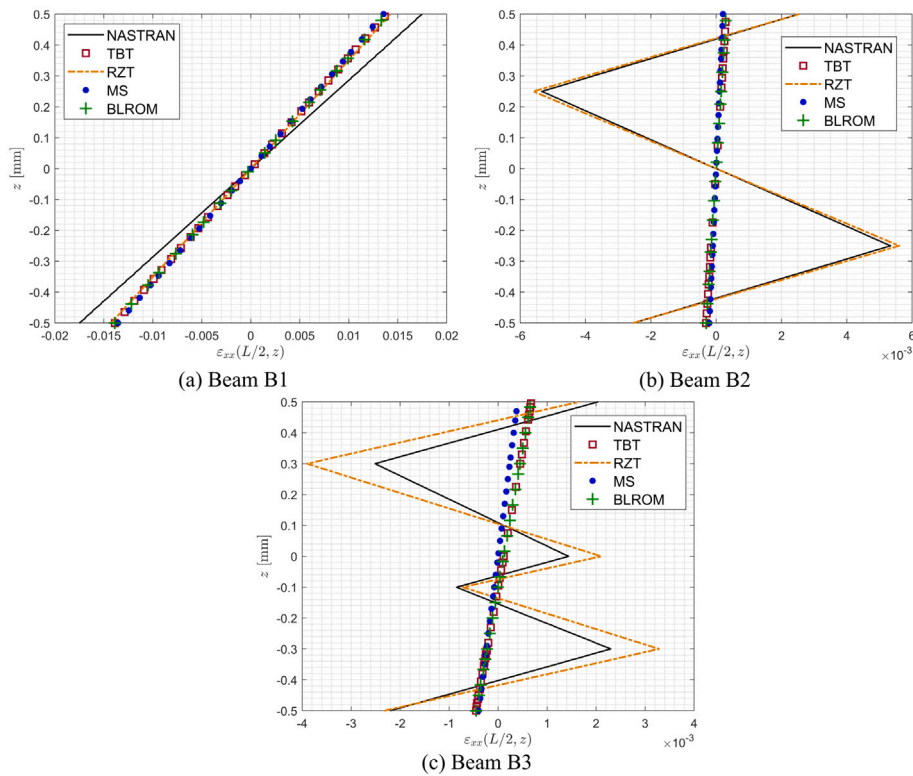 0.5
0.4
0.3
0.2
0.1
0
-0.1
-0.2
-0.3
-0.4
-0.5
z [mm]
NASTRAN
TBT
RZT
MS
BLROM
-0.02 -0.015 -0.01 -0.005 0 0.005 0.01 0.015 0.02
εxx(L/2, z)
(a) Beam B1
0.5
0.4
0.3
0.2
0.1
0
-0.1
-0.2
-0.3
-0.4
-0.5
z [mm]
NASTRAN
TBT
RZT
MS
BLROM
-6 -4 -2 0 2 4 6
εxx(L/2, z)
×10⁻³
(b) Beam B2
0.5
0.4
0.3
0.2
0.1
0
-0.1
-0.2
-0.3
-0.4
-0.5
z [mm]
NASTRAN
TBT
RZT
MS
BLROM
-4 -3 -2 -1 0 1 2 3 4
εxx(L/2, z)
×10⁻³
(c) Beam B3